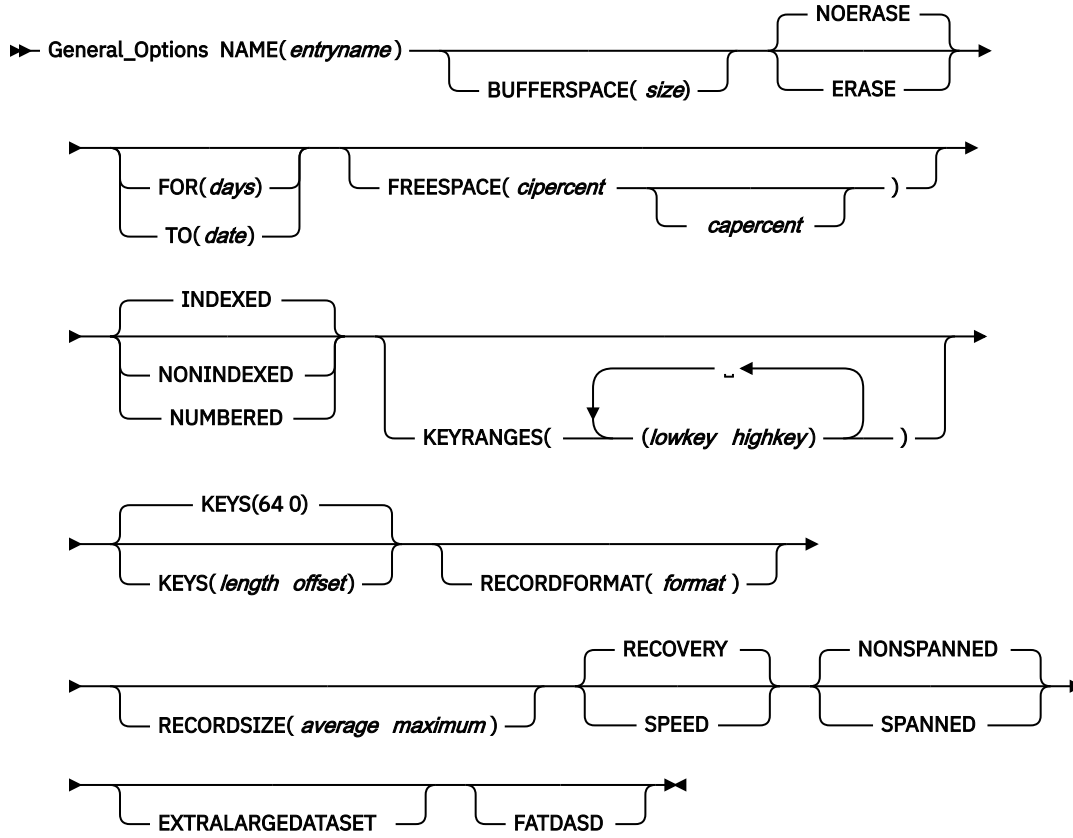 NOERASE
General_Options NAME( entryname )
BUFFERSPACE( size)
ERASE
FOR( days)
FREESPACE( cipercent )
TO( date)
capercent
INDEXED
NONINDEXED
NUMBERED
␣
KEYRANGES( (lowkey highkey) )
KEYS(64 0)
KEYS( length offset)
RECORDFORMAT( format )
RECOVERY
NONSPANNED
RECORDSIZE( average maximum )
SPEED
SPANNED
EXTRALARGEDATASET
FATDASD